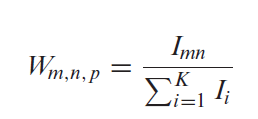 W_{m,n,p} = \frac{I_{mn}}{\sum_{i=1}^{K} I_i}